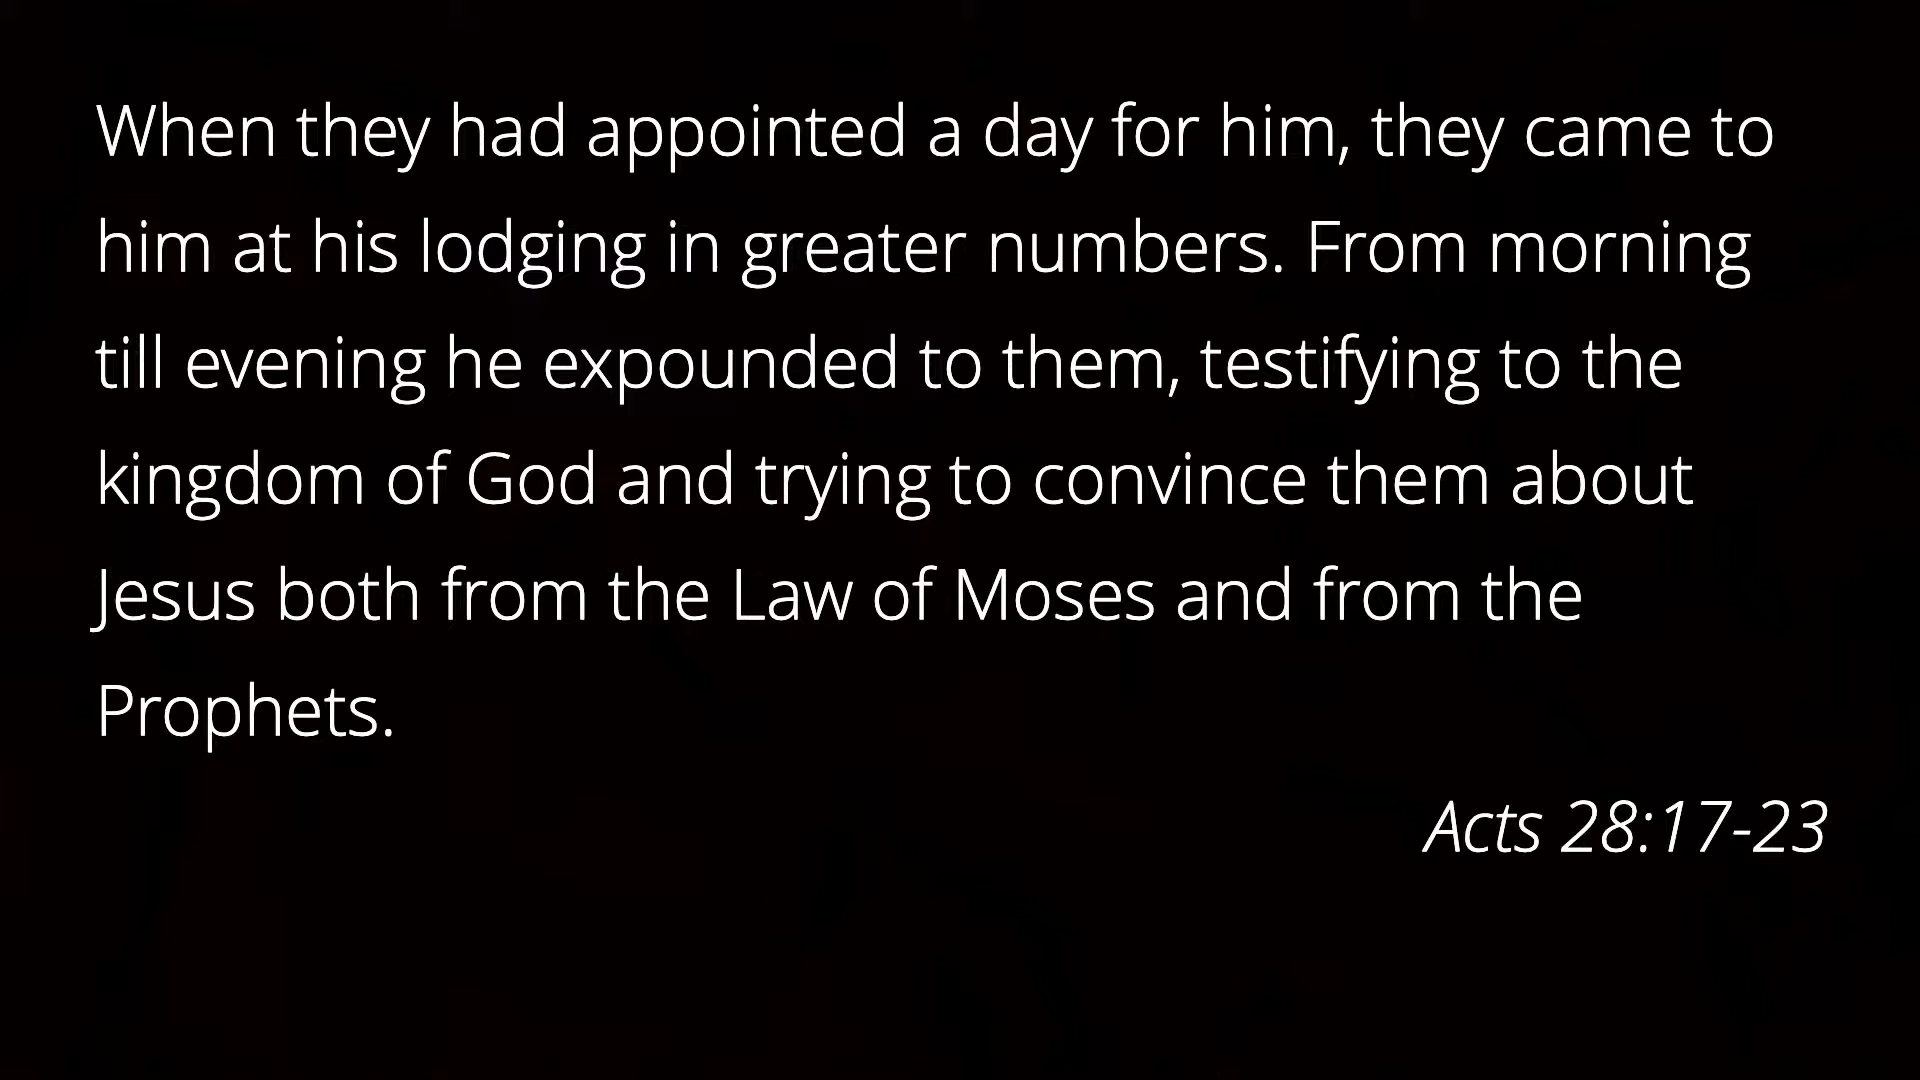 When they had appointed a day for him, they came to
him at his lodging in greater numbers. From morning
till evening he expounded to them, testifying to the
kingdom of God and trying to convince them about
Jesus both from the Law of Moses and from the
Prophets.
Acts 28:17-23